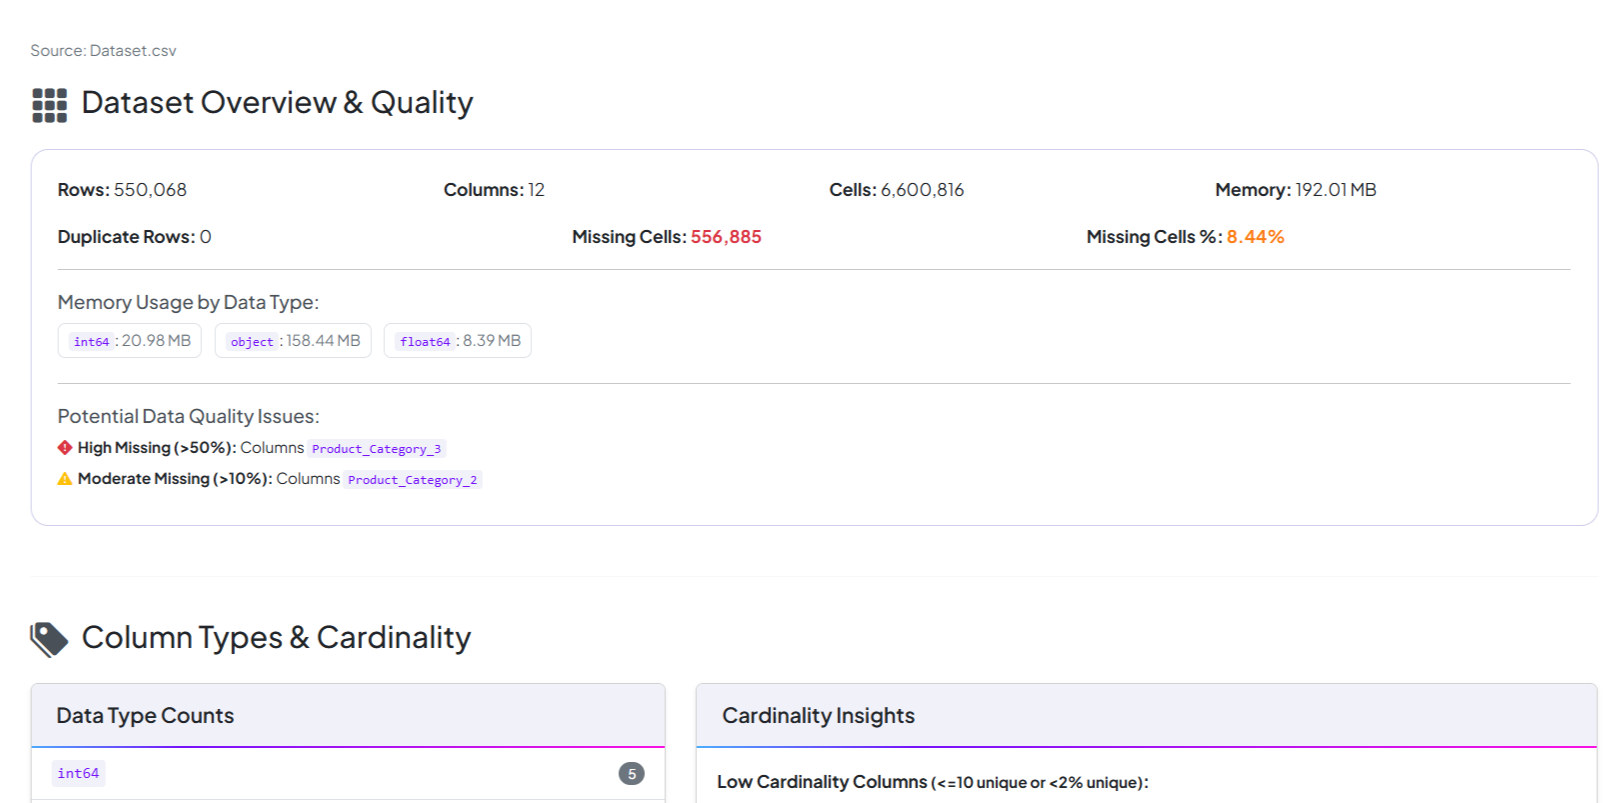 Source: Dataset.csv
Dataset Overview & Quality
Rows: 550,068 Columns: 12 Cells: 6,600,816 Memory: 192.01 MB
Duplicate Rows: 0 Missing Cells: 556,885 Missing Cells %: 8.44%
Memory Usage by Data Type:
int64 : 20.98 MB object : 158.44 MB float64 : 8.39 MB
Potential Data Quality Issues:
High Missing (>50%): Columns Product_Category_3
Moderate Missing (>10%): Columns Product_Category_2
Column Types & Cardinality
Data Type Counts
int64 5
Cardinality Insights
Low Cardinality Columns (<=10 unique or <2% unique):